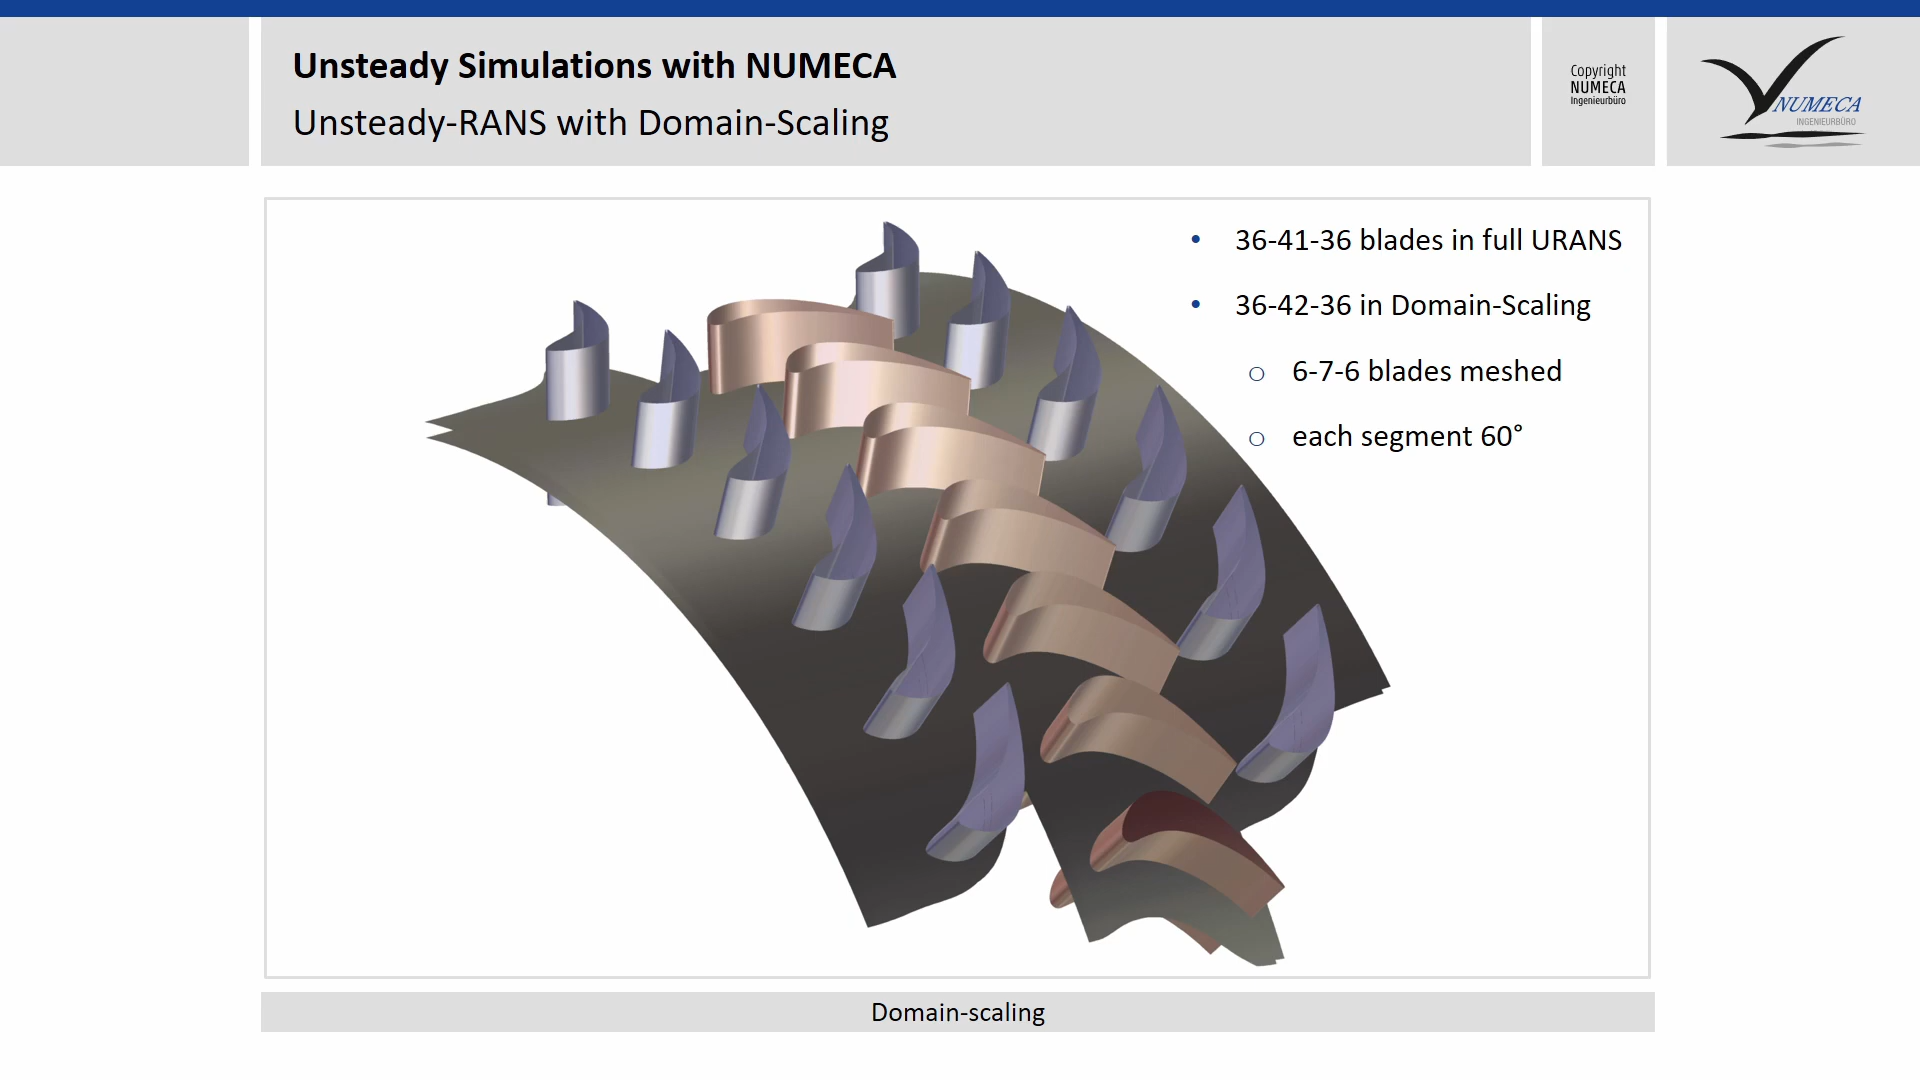 Unsteady Simulations with NUMECA
Unsteady-RANS with Domain-Scaling
Copyright
NUMECA
Ingenieurbüro
NUMECA
INGENIEURBÜRO
• 36-41-36 blades in full URANS
• 36-42-36 in Domain-Scaling
o 6-7-6 blades meshed
o each segment 60°
Domain-scaling